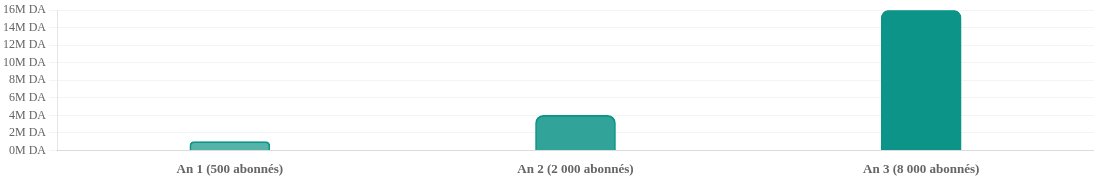 16M DA
14M DA
12M DA
10M DA
8M DA
6M DA
4M DA
2M DA
0M DA
An 1 (500 abonnés) An 2 (2 000 abonnés) An 3 (8 000 abonnés)